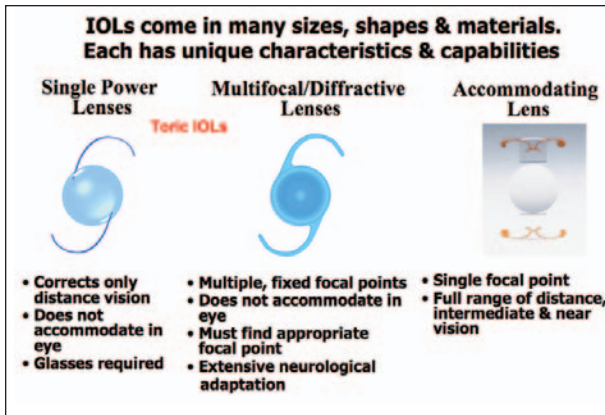 IOLs come in many sizes, shapes & materials.
Each has unique characteristics & capabilities
Single Power
Lenses
Multifocal/Diffractive
Lenses
Accommodating
Lens
Toric IOLs
• Corrects only
distance vision
• Does not
accommodate in
eye
• Glasses required
• Multiple, fixed focal points
• Does not accommodate in
eye
• Must find appropriate
focal point
• Extensive neurological
adaptation
• Single focal point
• Full range of distance,
intermediate & near
vision